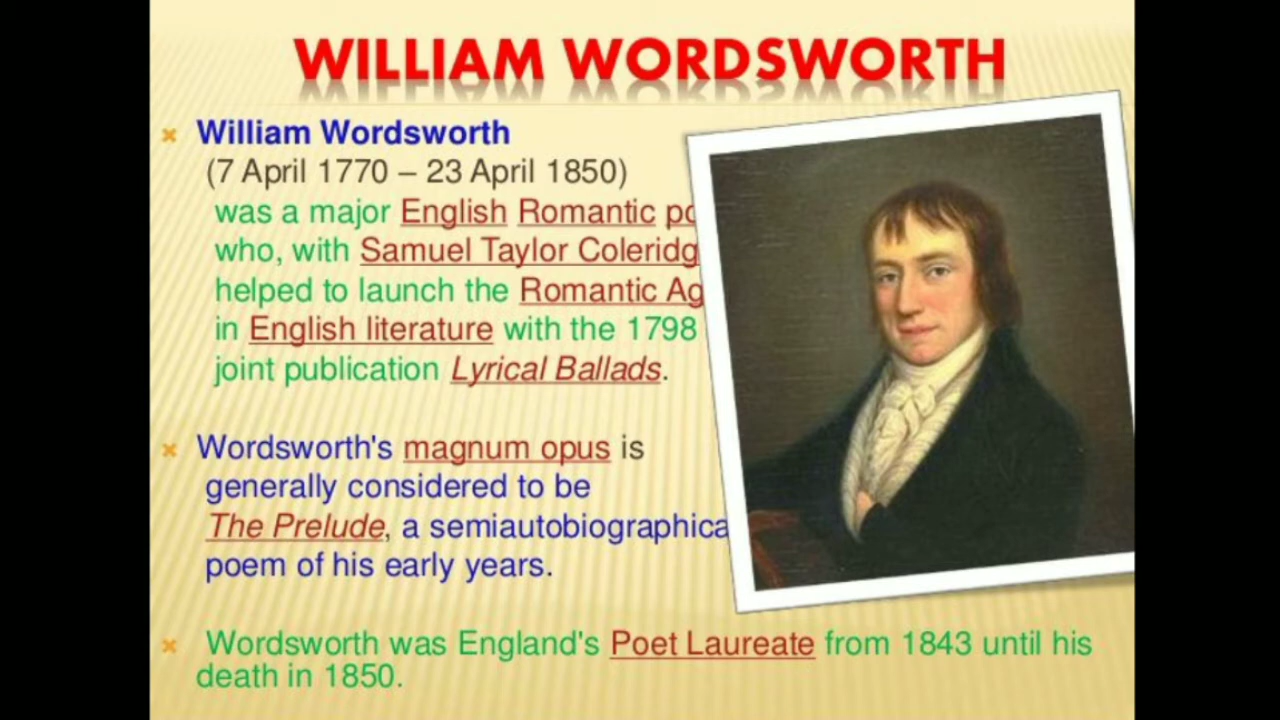 WILLIAM WORDSWORTH
William Wordsworth
(7 April 1770 – 23 April 1850)
was a major English Romantic
who, with Samuel Taylor Coleridg
helped to launch the Romantic Ag
in English literature with the 1798
joint publication Lyrical Ballads.
Wordsworth's magnum opus is
generally considered to be
The Prelude, a semiautobiographica
poem of his early years.
Wordsworth was England's Poet Laureate from 1843 until his
death in 1850.